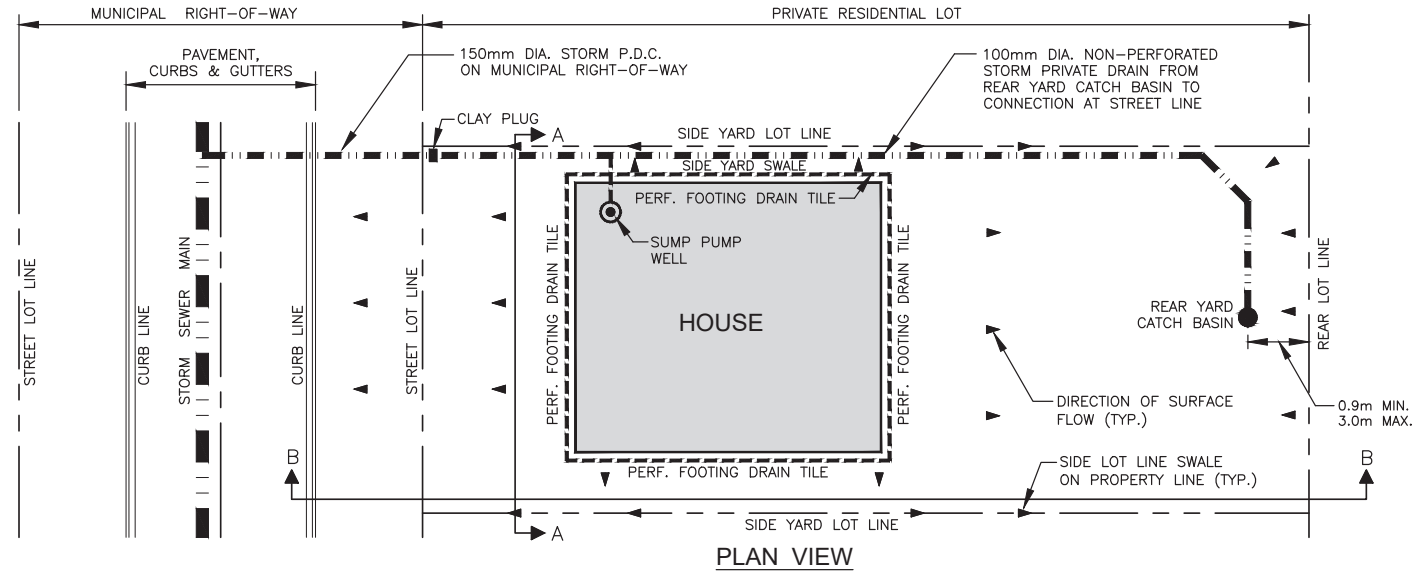 MUNICIPAL RIGHT-OF-WAY
PRIVATE RESIDENTIAL LOT
PAVEMENT,
CURBS & GUTTERS
150mm DIA. STORM P.D.C.
ON MUNICIPAL RIGHT-OF-WAY
100mm DIA. NON-PERFORATED
STORM PRIVATE DRAIN FROM
REAR YARD CATCH BASIN TO
CONNECTION AT STREET LINE
CLAY PLUG
A
SIDE YARD LOT LINE
SIDE YARD SWALE
PERF. FOOTING DRAIN TILE
SUMP PUMP
WELL
STREET LOT LINE
CURB LINE
STORM SEWER MAIN
CURB LINE
STREET LOT LINE
PERF. FOOTING DRAIN TILE
HOUSE
PERF. FOOTING DRAIN TILE
REAR YARD
CATCH BASIN
REAR LOT LINE
DIRECTION OF SURFACE
FLOW (TYP.)
0.9m MIN.
3.0m MAX.
B
PERF. FOOTING DRAIN TILE
SIDE LOT LINE SWALE
ON PROPERTY LINE (TYP.)
B
SIDE YARD LOT LINE
A
PLAN VIEW